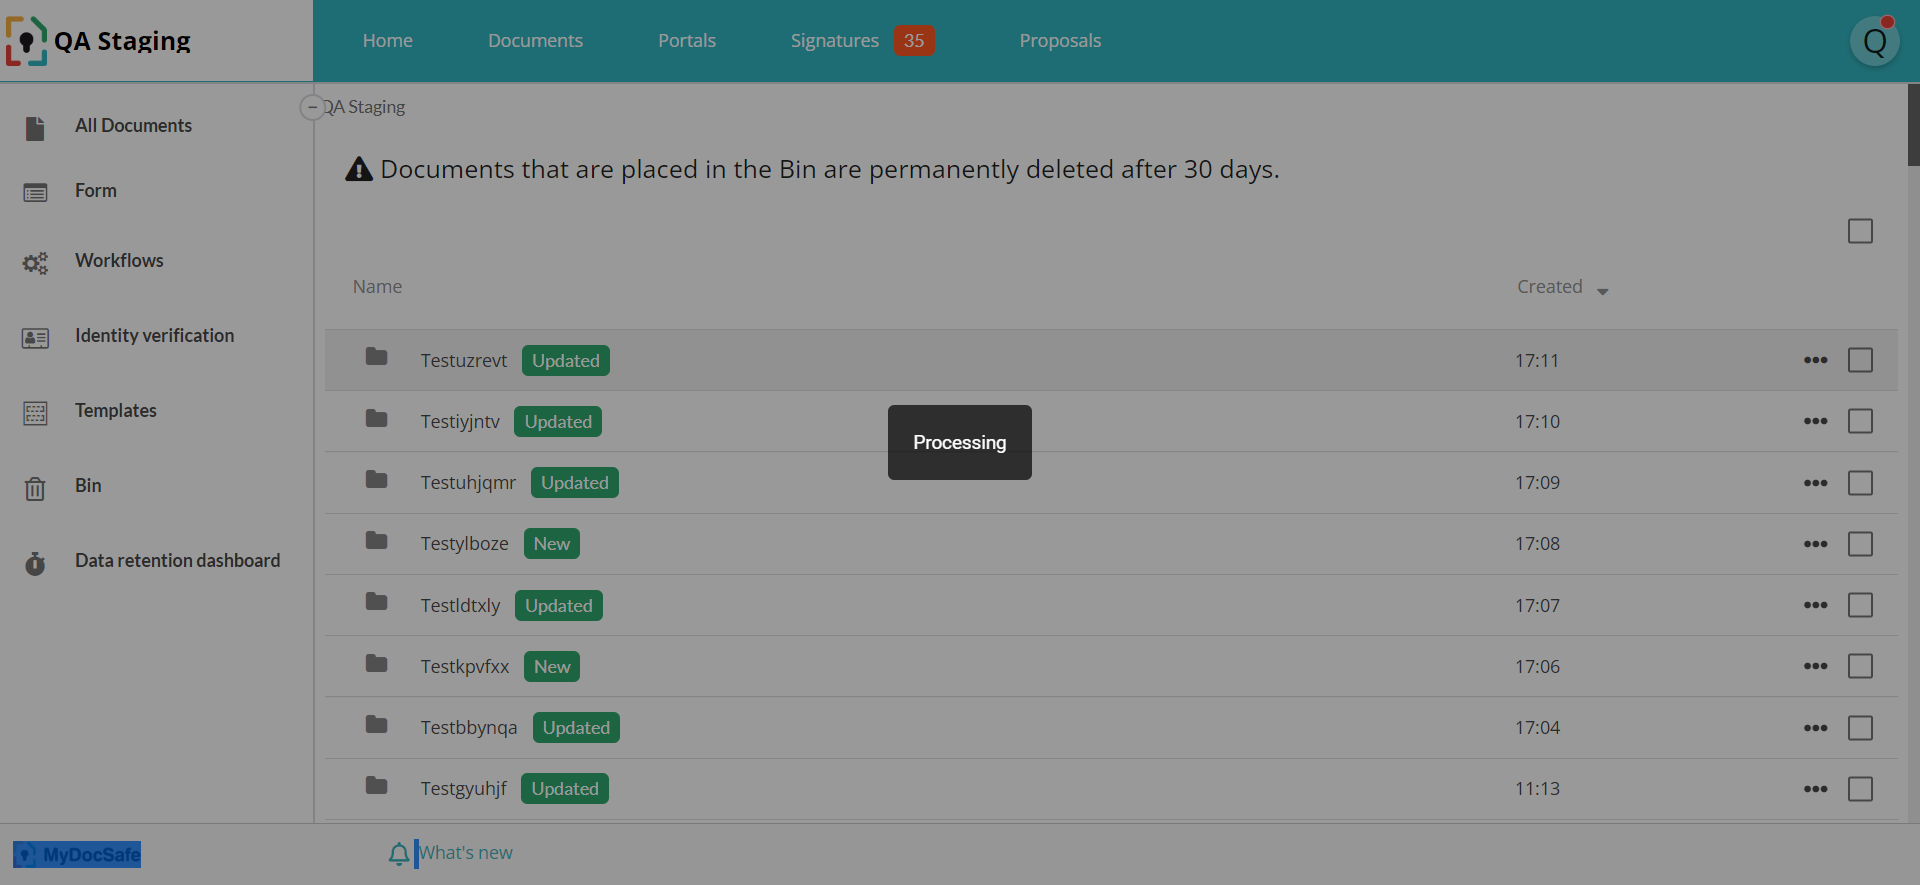 QA Staging
Home Documents Portals Signatures 35 Proposals
Q
All Documents
Form
Workflows
Identity verification
Templates
Bin
Data retention dashboard
QA Staging
Documents that are placed in the Bin are permanently deleted after 30 days.
Name Created
Testuzrevt Updated 17:11
Testiyjntv Updated 17:10
Processing
Testuhjqmr Updated 17:09
Testylboze New 17:08
Testldtxly Updated 17:07
Testkpvfxx New 17:06
Testbbynqa Updated 17:04
Testgyuhjf Updated 11:13
MyDocSafe
What's new